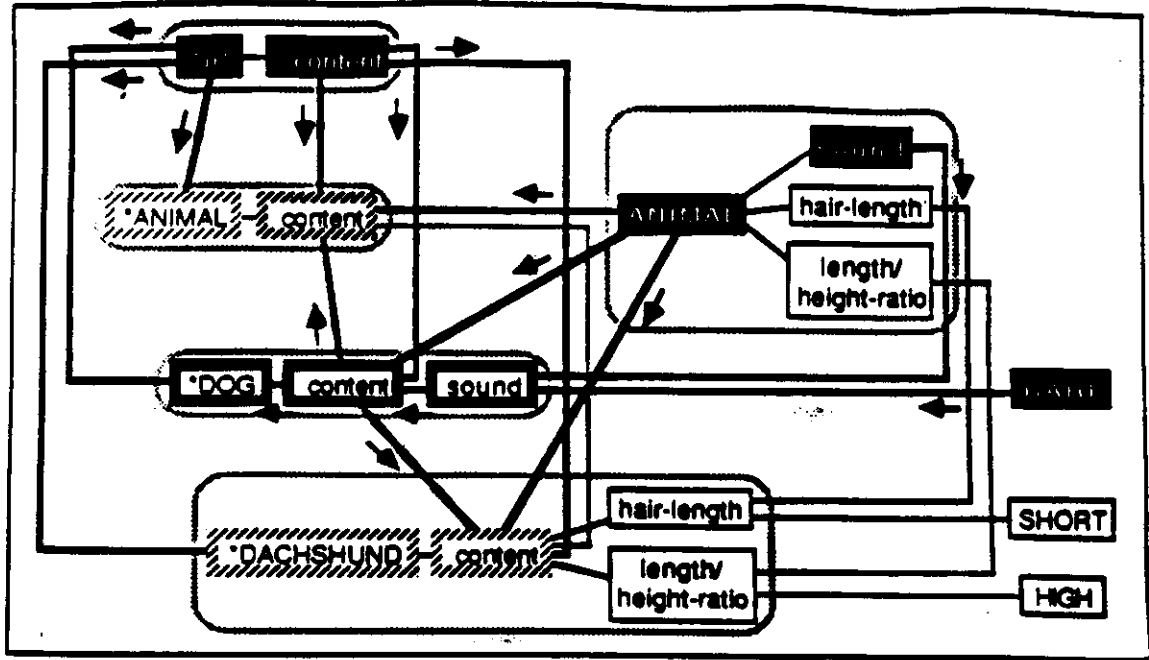 content
*ANIMAL
content
ANIMAL
hair-length
length/
height-ratio
*DOG
content
sound
hair-length
SHORT
*DACHSHUND
content
length/
height-ratio
HIGH